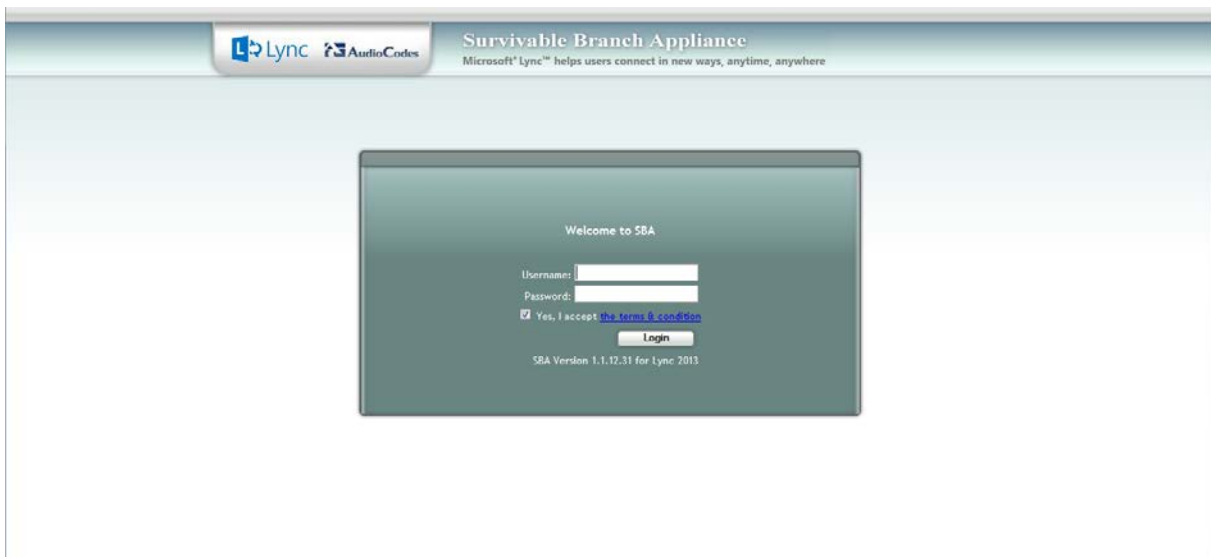 Lync AudioCodes
Survivable Branch Appliance
Microsoft® Lync™ helps users connect in new ways, anytime, anywhere
Welcome to SBA
Username:
Password:
Yes, I accept the terms & condition
Login
SBA Version 1.1.12.31 for Lync 2013